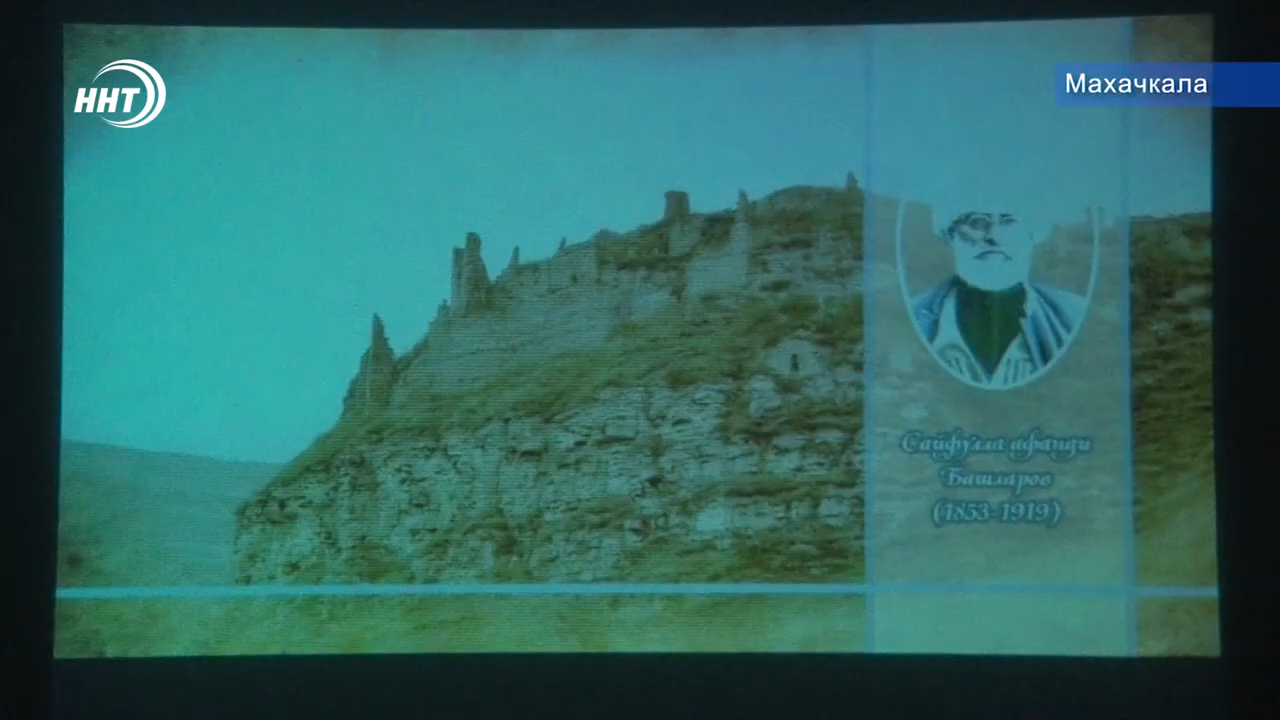 ННТ
Махачкала
Сайфулла афанди
Башларов
(1853-1919)